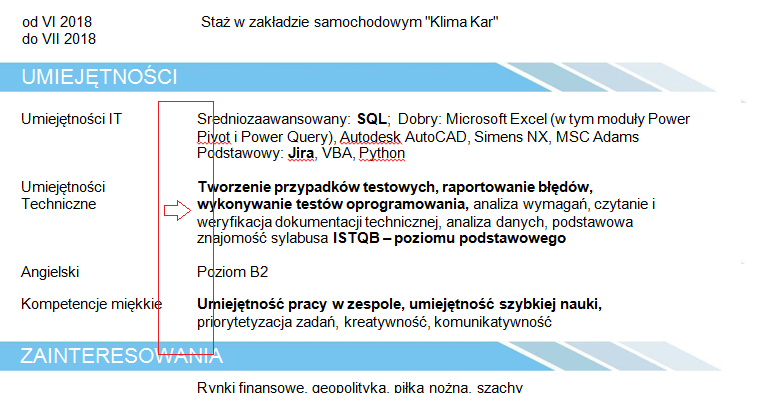 od VI 2018 Staż w zakładzie samochodowym "Klima Kar"
do VII 2018
UMIEJĘTNOŚCI
Umiejętności IT Sredniozaawansowany: SQL; Dobry: Microsoft Excel (w tym moduły Power
Pivot i Power Query), Autodesk AutoCAD, Simens NX, MSC Adams
Podstawowy: Jira, VBA, Python
Umiejętności Tworzenie przypadków testowych, raportowanie błędów,
Techniczne wykonywanie testów oprogramowania, analiza wymagań, czytanie i
weryfikacja dokumentacji technicznej, analiza danych, podstawowa
znajomość sylabusa ISTQB – poziomu podstawowego
Angielski Poziom B2
Kompetencje miękkie Umiejętność pracy w zespole, umiejętność szybkiej nauki,
priorytetyzacja zadań, kreatywność, komunikatywność
ZAINTERESOWANIA
Rynki finansowe, geopolityka, piłka nożna, szachy